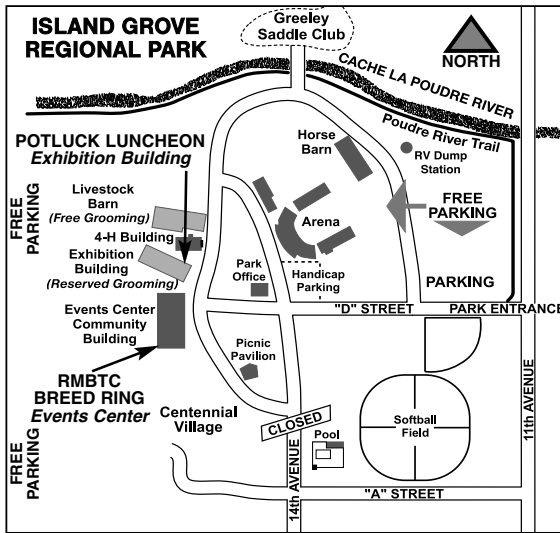 ISLAND GROVE
REGIONAL PARK
Greeley
Saddle Club
NORTH
CACHE LA POUDRE RIVER
Poudre River Trail
POTLUCK LUNCHEON
Exhibition Building
Horse
Barn
RV Dump
Station
FREE
PARKING
Livestock
Barn
(Free Grooming)
FREE
PARKING
Arena
4-H Building
Exhibition
Building
(Reserved Grooming)
Park
Office
Handicap
Parking
PARKING
"D" STREET
PARK ENTRANCE
Events Center
Community
Building
Picnic
Pavilion
RMBTC
BREED RING
Events Center
11th AVENUE
Centennial
Village
CLOSED
Softball
Field
Pool
FREE
PARKING
14th AVENUE
"A" STREET